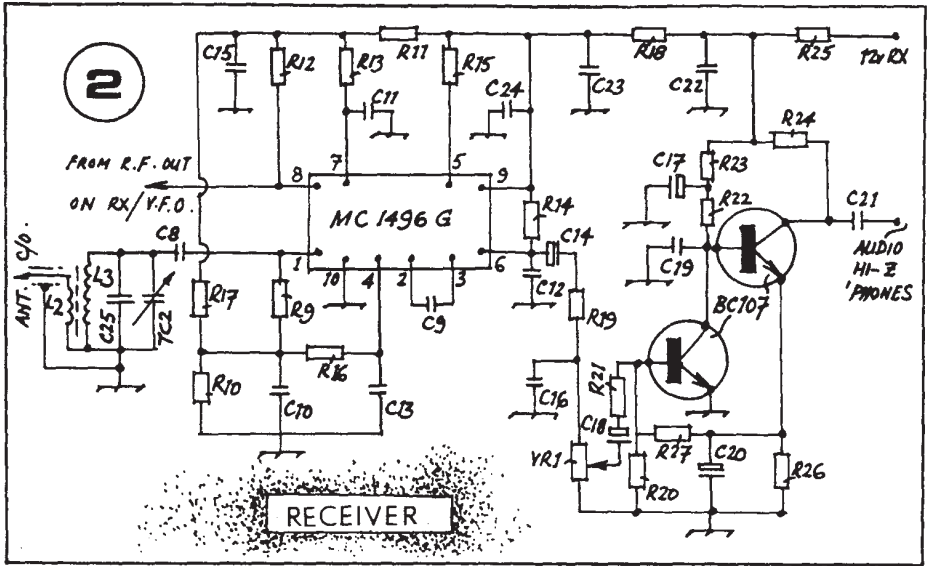 2
C15
R12
R13
R11
R15
C24
C23
R18
C22
R25
12v RX
C11
R24
FROM R.F. OUT
ON RX/V.F.O.
8
7
5
9
MC 1496 G
1
10
4
2
3
6
R14
C17
R23
R22
C21
AUDIO
HI-Z
'PHONES
C19
BC107
ANT. C/O.
L2
L3
C25
TC2
C8
R17
R9
C9
C14
C12
R19
R10
R16
C10
C13
C16
R21
C18
VR1
R20
R27
C20
R26
RECEIVER